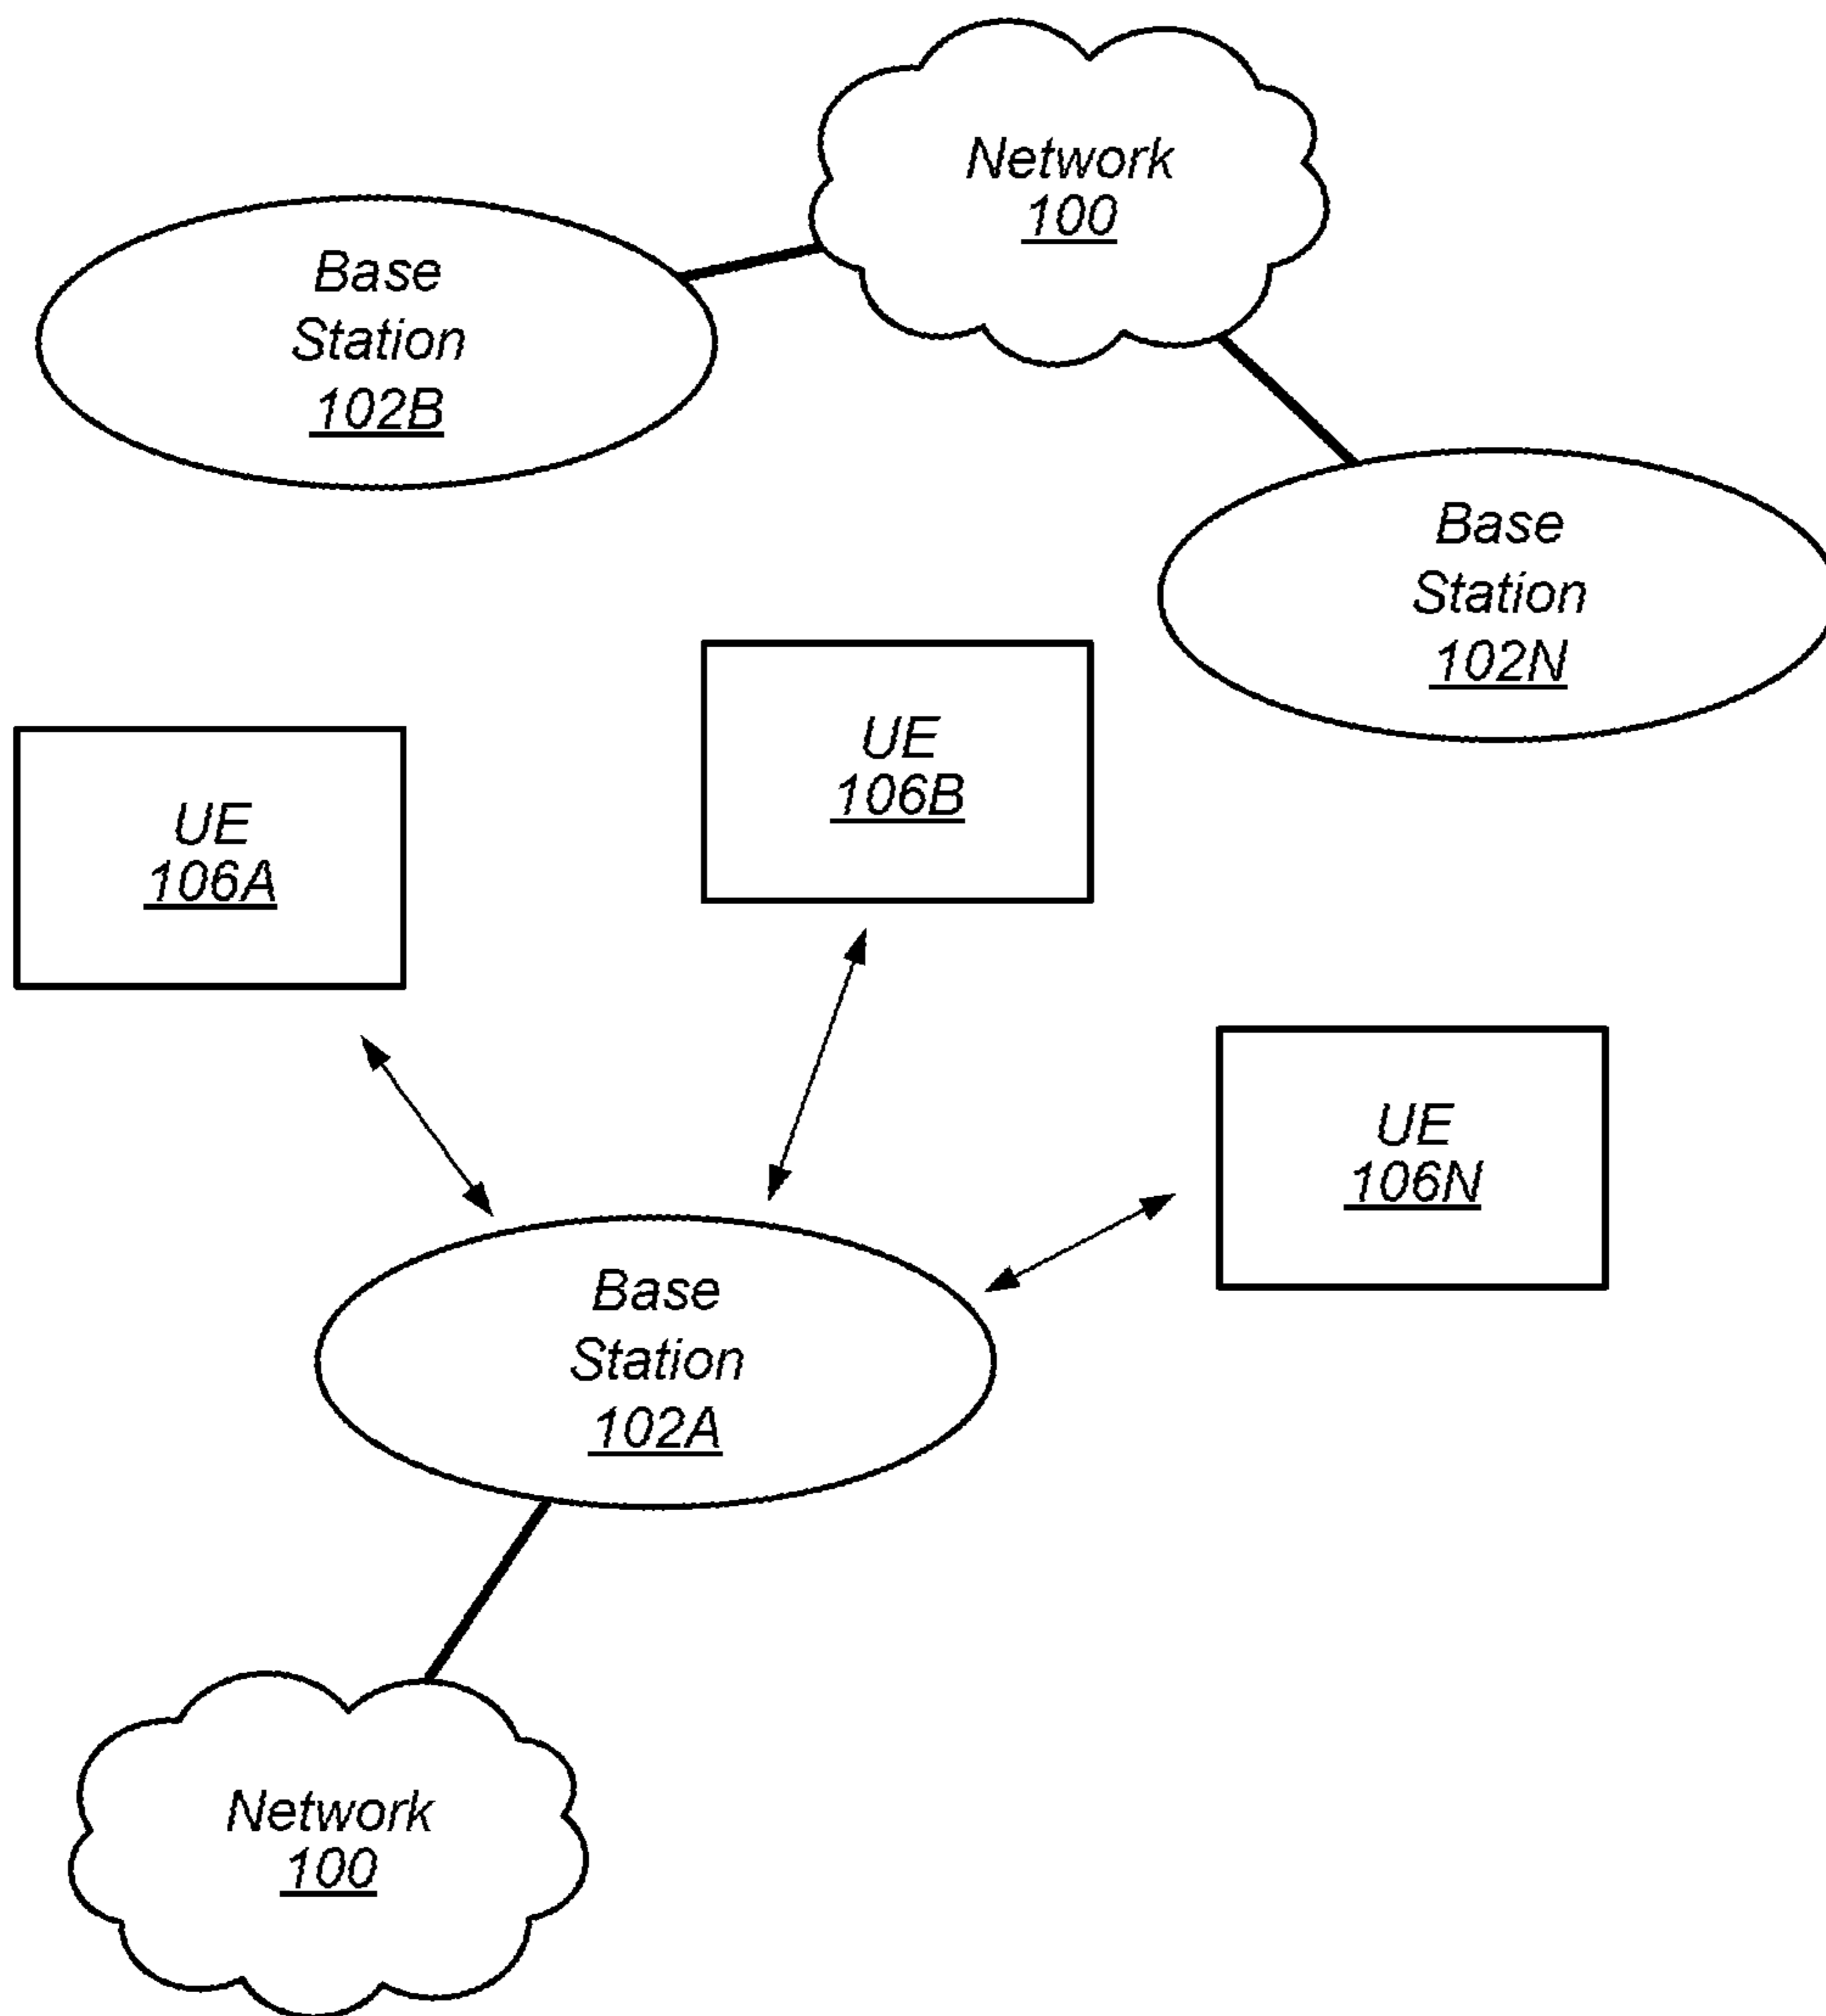 Network
100
Base
Station
102B
Base
Station
102N
UE
106B
UE
106A
UE
106N
Base
Station
102A
Network
100